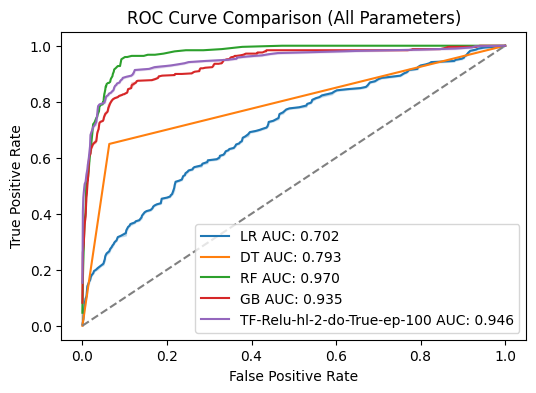 ROC Curve Comparison (All Parameters)
True Positive Rate
1.0
0.8
0.6
0.4
0.2
0.0
LR AUC: 0.702
DT AUC: 0.793
RF AUC: 0.970
GB AUC: 0.935
TF-Relu-hl-2-do-True-ep-100 AUC: 0.946
0.0 0.2 0.4 0.6 0.8 1.0
False Positive Rate